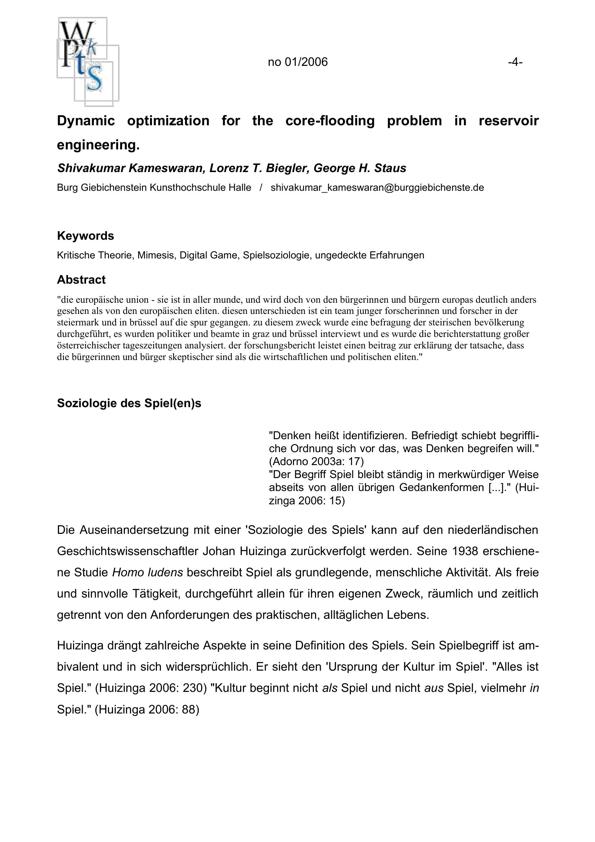 W
P k
ts
S
no 01/2006 -4-
Dynamic optimization for the core-flooding problem in reservoir
engineering.
Shivakumar Kameswaran, Lorenz T. Biegler, George H. Staus
Burg Giebichenstein Kunsthochschule Halle / shivakumar_kameswaran@burggiebichenste.de
Keywords
Kritische Theorie, Mimesis, Digital Game, Spielsoziologie, ungedeckte Erfahrungen
Abstract
"die europäische union - sie ist in aller munde, und wird doch von den bürgerinnen und bürgern europas deutlich anders
gesehen als von den europäischen eliten. diesen unterschieden ist ein team junger forscherinnen und forscher in der
steiermark und in brüssel auf die spur gegangen. zu diesem zweck wurde eine befragung der steirischen bevölkerung
durchgeführt, es wurden politiker und beamte in graz und brüssel interviewt und es wurde die berichterstattung großer
österreichischer tageszeitungen analysiert. der forschungsbericht leistet einen beitrag zur erklärung der tatsache, dass
die bürgerinnen und bürger skeptischer sind als die wirtschaftlichen und politischen eliten."
Soziologie des Spiel(en)s
"Denken heißt identifizieren. Befriedigt schiebt begriffli-
che Ordnung sich vor das, was Denken begreifen will."
(Adorno 2003a: 17)
"Der Begriff Spiel bleibt ständig in merkwürdiger Weise
abseits von allen übrigen Gedankenformen [...]." (Hui-
zinga 2006: 15)
Die Auseinandersetzung mit einer 'Soziologie des Spiels' kann auf den niederländischen
Geschichtswissenschaftler Johan Huizinga zurückverfolgt werden. Seine 1938 erschiene-
ne Studie Homo ludens beschreibt Spiel als grundlegende, menschliche Aktivität. Als freie
und sinnvolle Tätigkeit, durchgeführt allein für ihren eigenen Zweck, räumlich und zeitlich
getrennt von den Anforderungen des praktischen, alltäglichen Lebens.
Huizinga drängt zahlreiche Aspekte in seine Definition des Spiels. Sein Spielbegriff ist am-
bivalent und in sich widersprüchlich. Er sieht den 'Ursprung der Kultur im Spiel'. "Alles ist
Spiel." (Huizinga 2006: 230) "Kultur beginnt nicht als Spiel und nicht aus Spiel, vielmehr in
Spiel." (Huizinga 2006: 88)